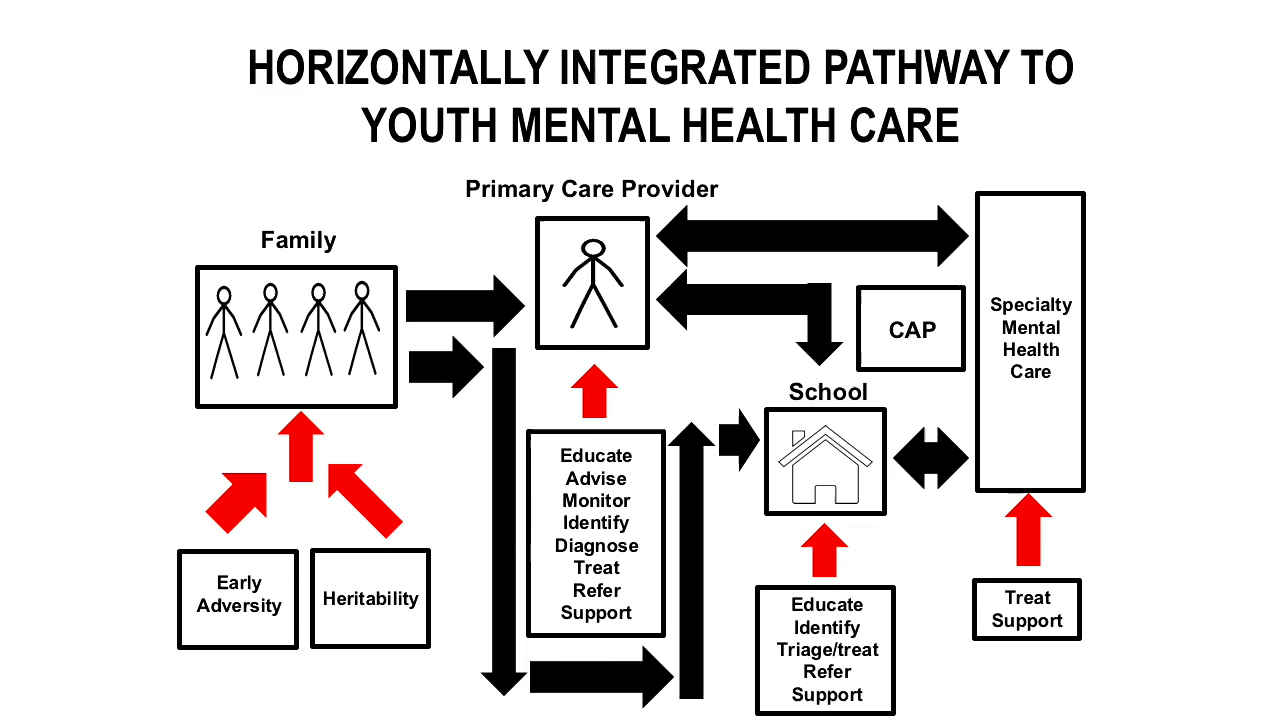 HORIZONTALLY INTEGRATED PATHWAY TO
YOUTH MENTAL HEALTH CARE
Primary Care Provider
Family
Specialty
Mental
Health
Care
CAP
School
Educate
Advise
Monitor
Identify
Diagnose
Treat
Refer
Support
Early
Adversity
Heritability
Educate
Identify
Triage/treat
Refer
Support
Treat
Support